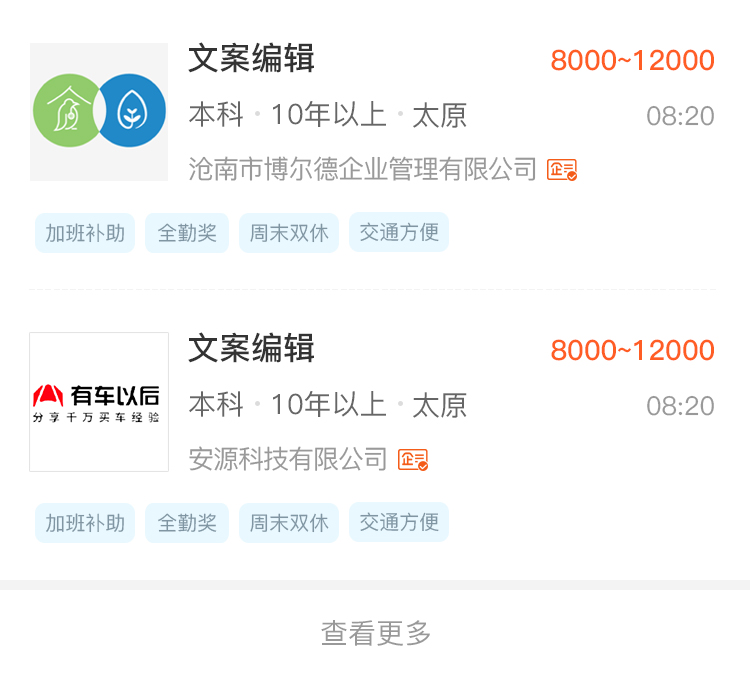 文案编辑 8000~12000
本科·10年以上·太原 08:20
沧南市博尔德企业管理有限公司 企
加班补助 全勤奖 周末双休 交通方便
文案编辑 8000~12000
有车以后
分享千万买车经验
本科·10年以上·太原 08:20
安源科技有限公司 企
加班补助 全勤奖 周末双休 交通方便
查看更多